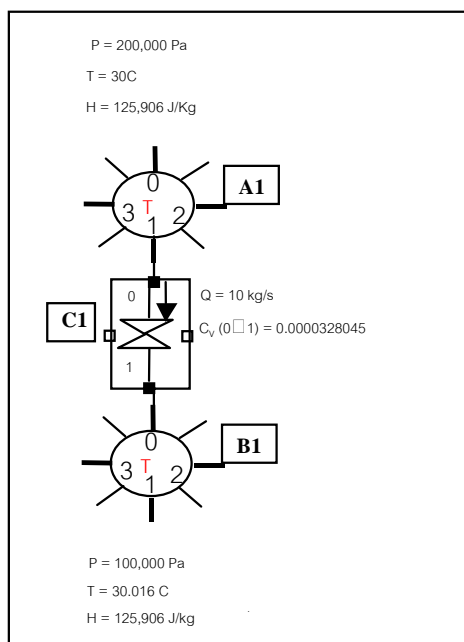 P = 200,000 Pa
T = 30C
H = 125,906 J/Kg
0
A1
3 T 2
1
0
Q = 10 kg/s
C1
Cv (0□1) = 0.0000328045
1
0
B1
3 T 2
1
P = 100,000 Pa
T = 30.016 C
H = 125,906 J/kg